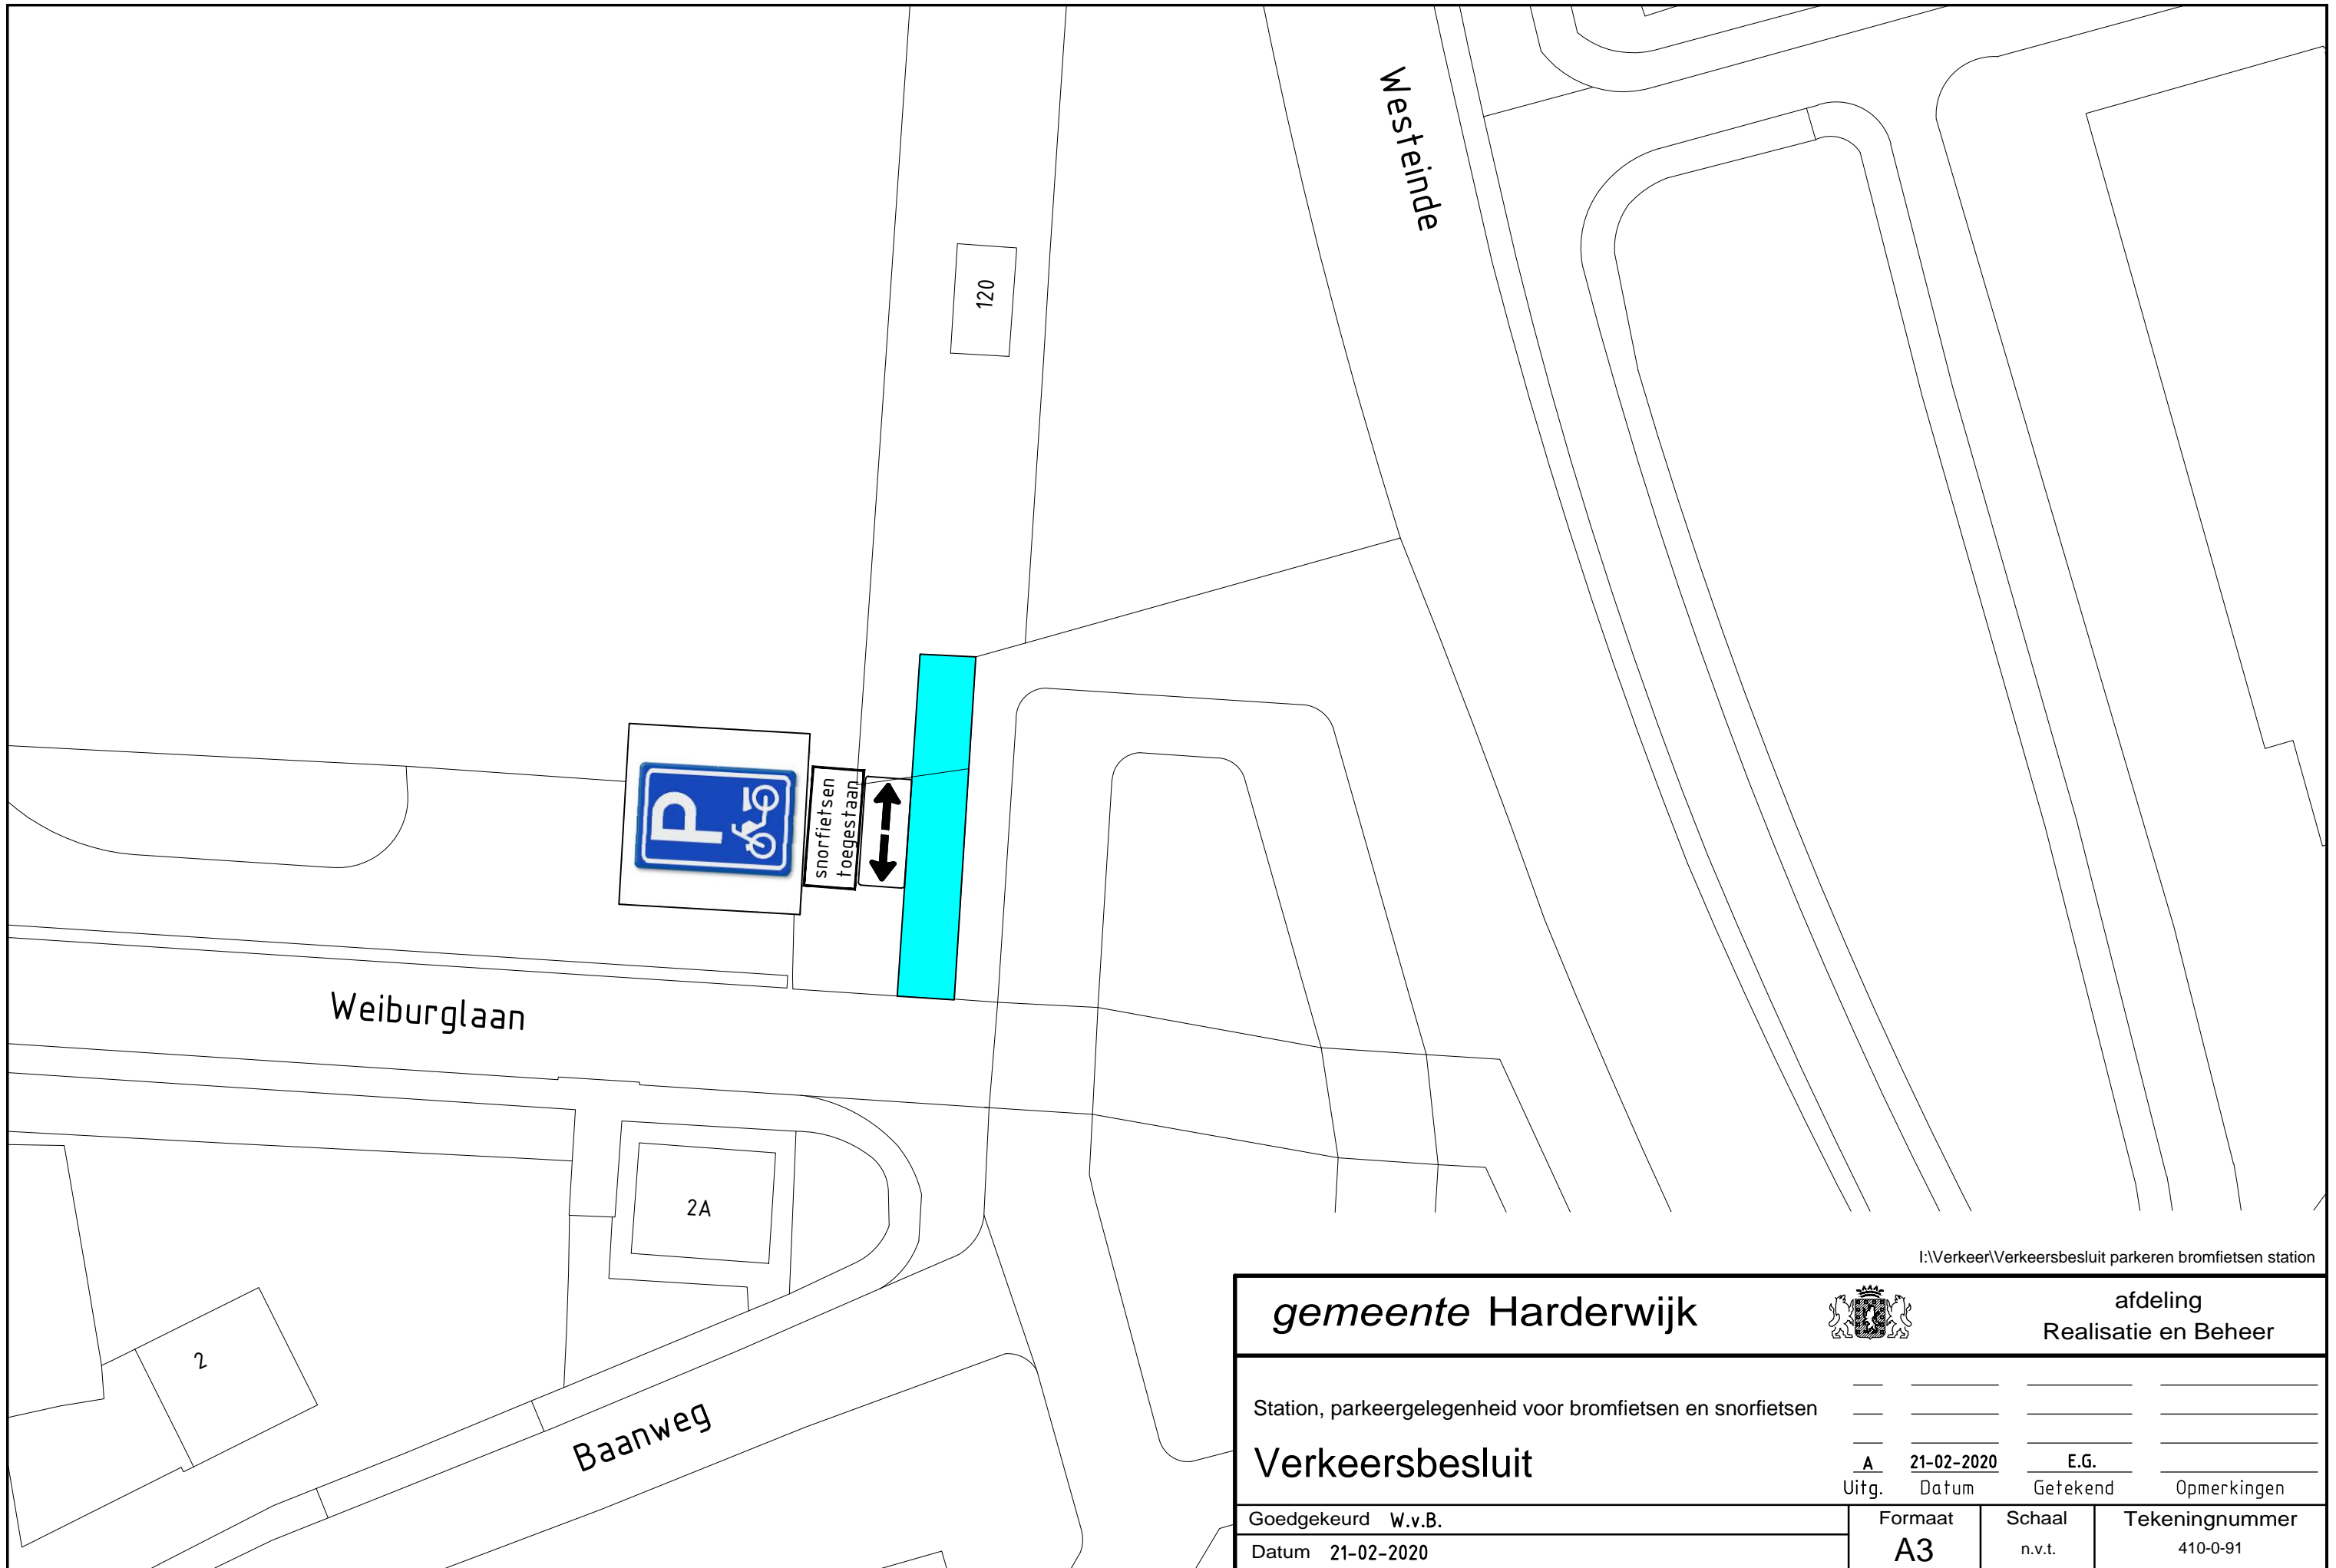 Westeinde
120
P
snorfietsen
toegestaan
Weiburglaan
2A
2
Baanweg
I:\Verkeer\Verkeersbesluit parkeren bromfietsen station
gemeente Harderwijk
afdeling
Realisatie en Beheer
Station, parkeergelegenheid voor bromfietsen en snorfietsen
Verkeersbesluit
A 21-02-2020 E.G.
Uitg. Datum Getekend Opmerkingen
Goedgekeurd W.v.B.
Datum 21-02-2020
Formaat
A3
Schaal
n.v.t.
Tekeningnummer
410-0-91